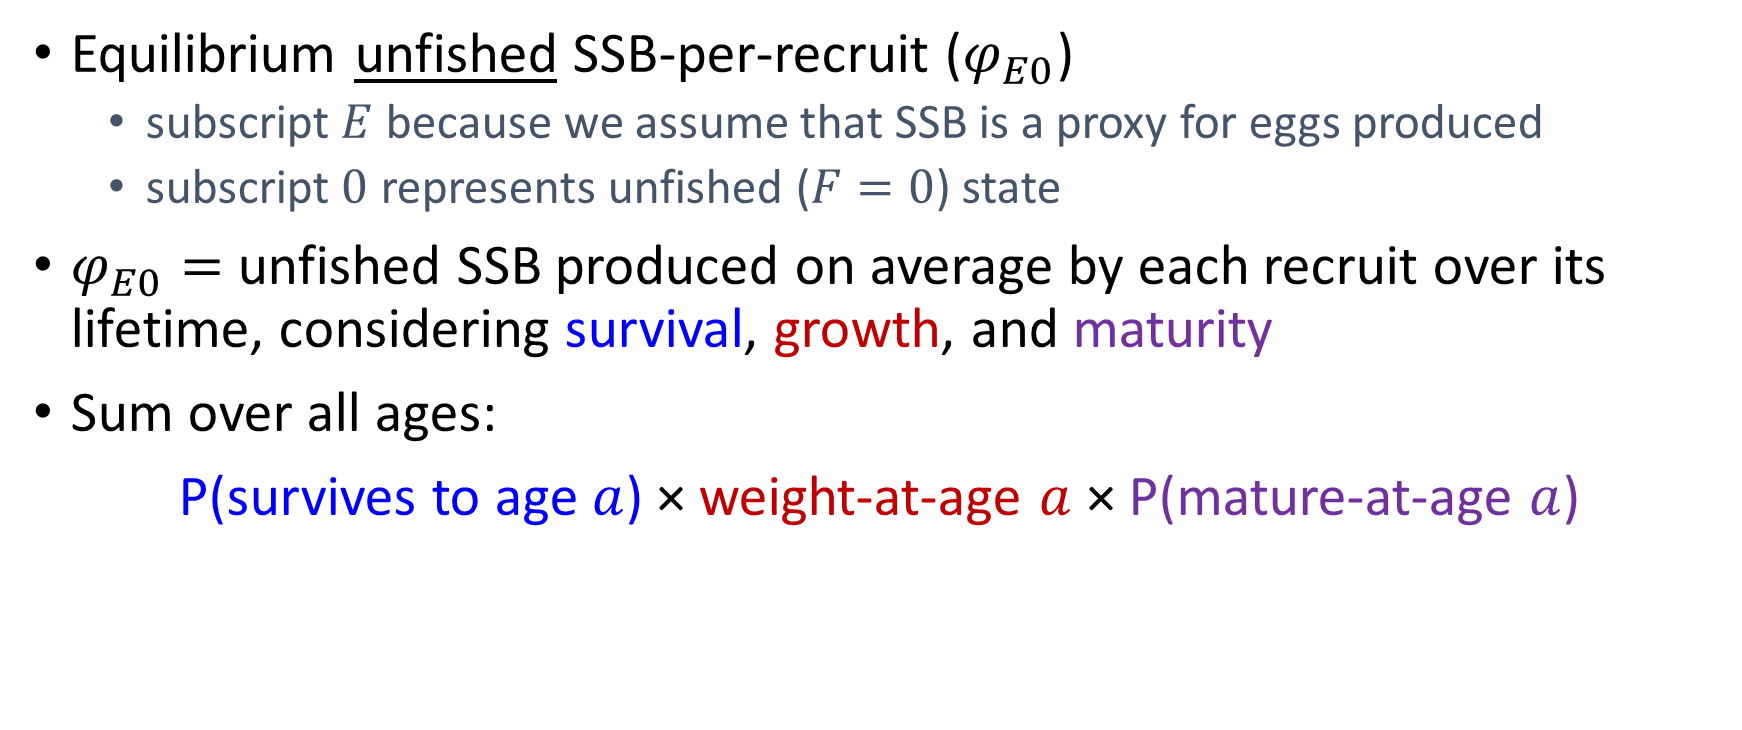 • Equilibrium unfished SSB-per-recruit (φ_E0)
• subscript E because we assume that SSB is a proxy for eggs produced
• subscript 0 represents unfished (F = 0) state
• φ_E0 = unfished SSB produced on average by each recruit over its
lifetime, considering survival, growth, and maturity
• Sum over all ages:
P(survives to age a) × weight-at-age a × P(mature-at-age a)